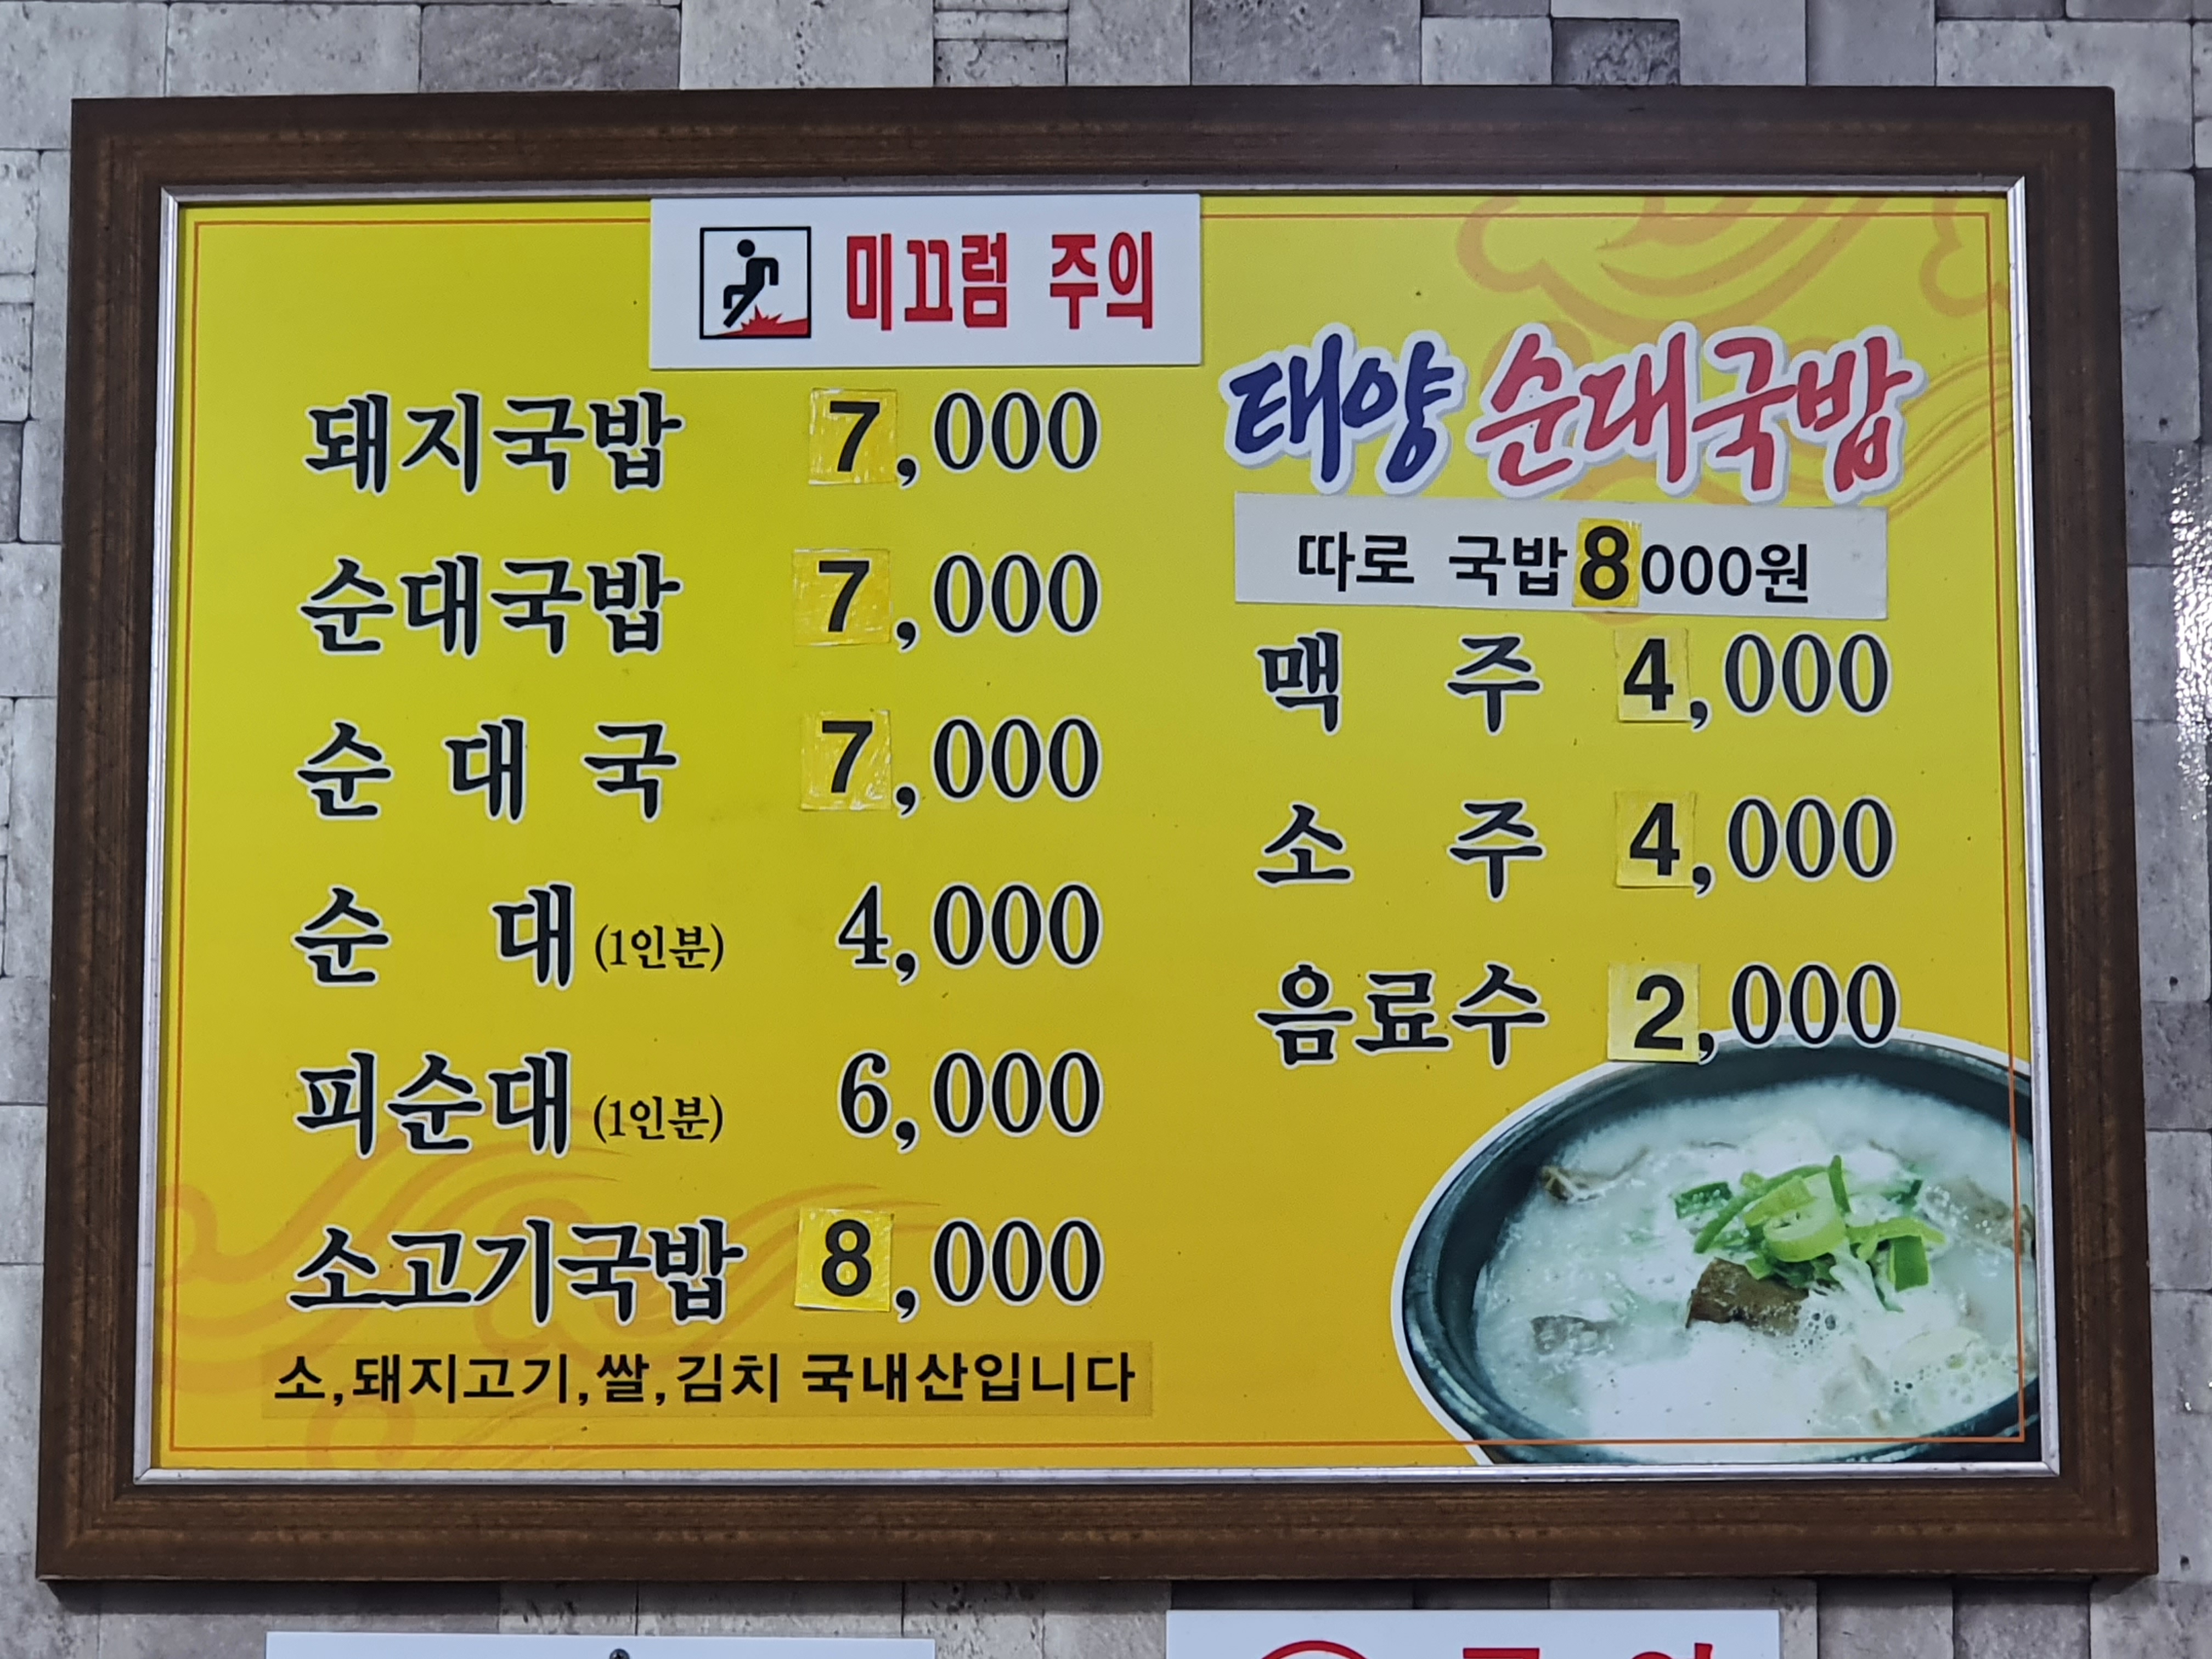 미끄럼 주의
돼지국밥 7,000
순대국밥 7,000
순 대 국 7,000
순 대 (1인분) 4,000
피순대 (1인분) 6,000
소고기국밥 8,000
소,돼지고기,쌀,김치 국내산입니다
태양 순대국밥
따로 국밥 8000원
맥 주 4,000
소 주 4,000
음료수 2,000